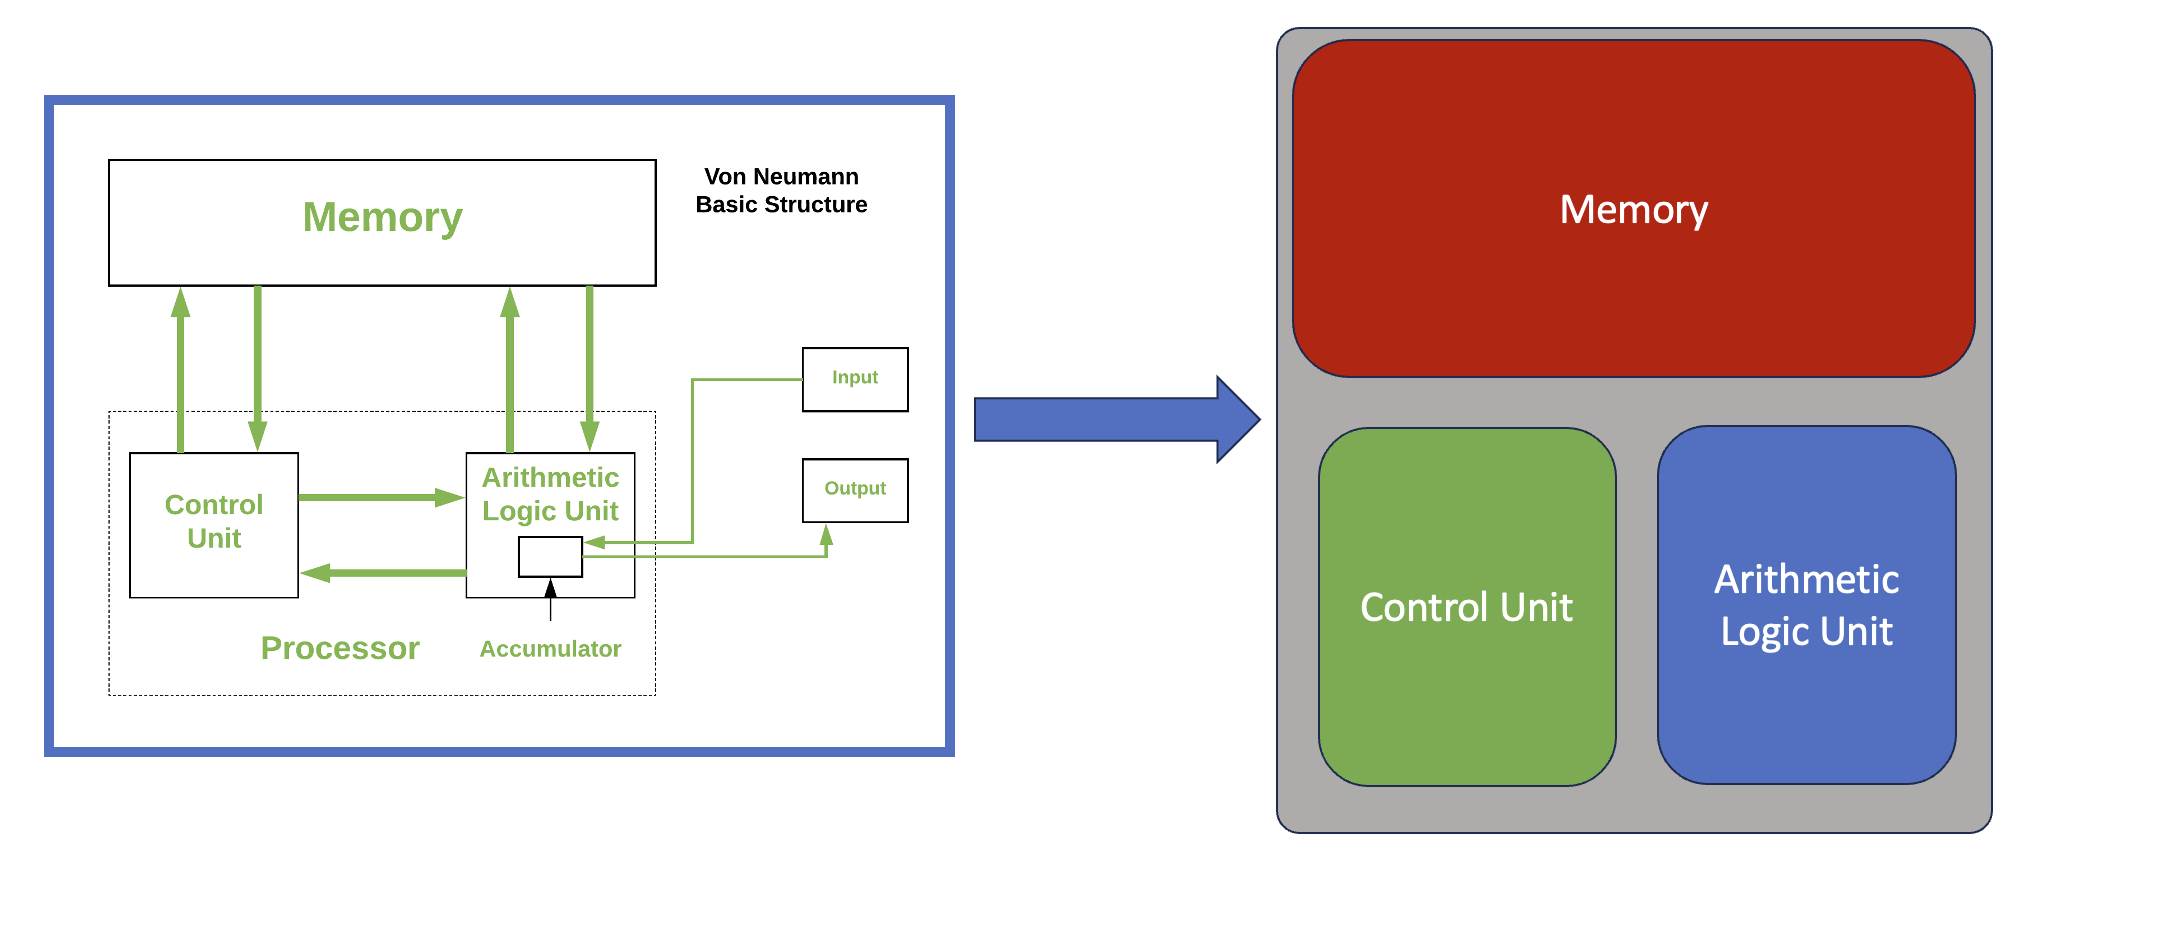 Memory
Von Neumann
Basic Structure
Input
Output
Control
Unit
Arithmetic
Logic Unit
Processor
Accumulator
Memory
Control Unit
Arithmetic
Logic Unit